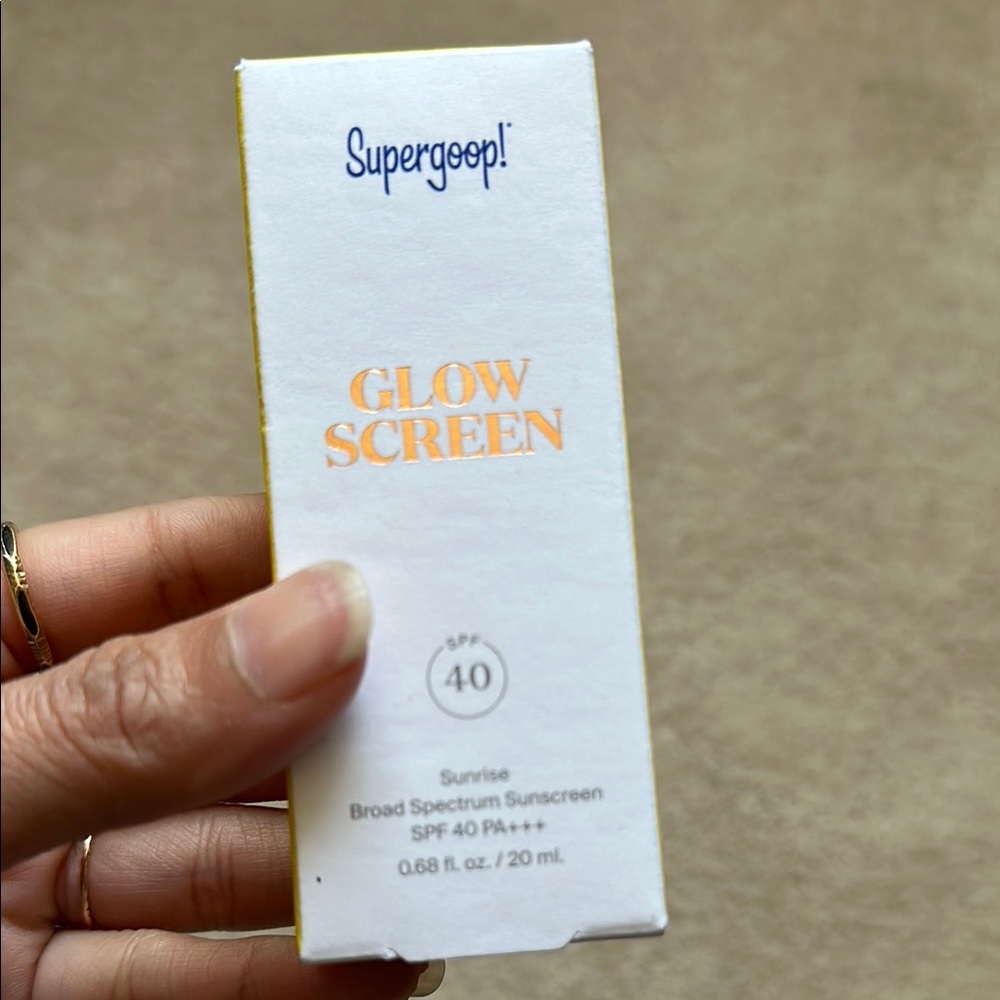 Supergoop!
GLOW
SCREEN
SPF
40
Sunrise
Broad Spectrum Sunscreen
SPF 40 PA+++
0.68 fl. oz. / 20 ml.